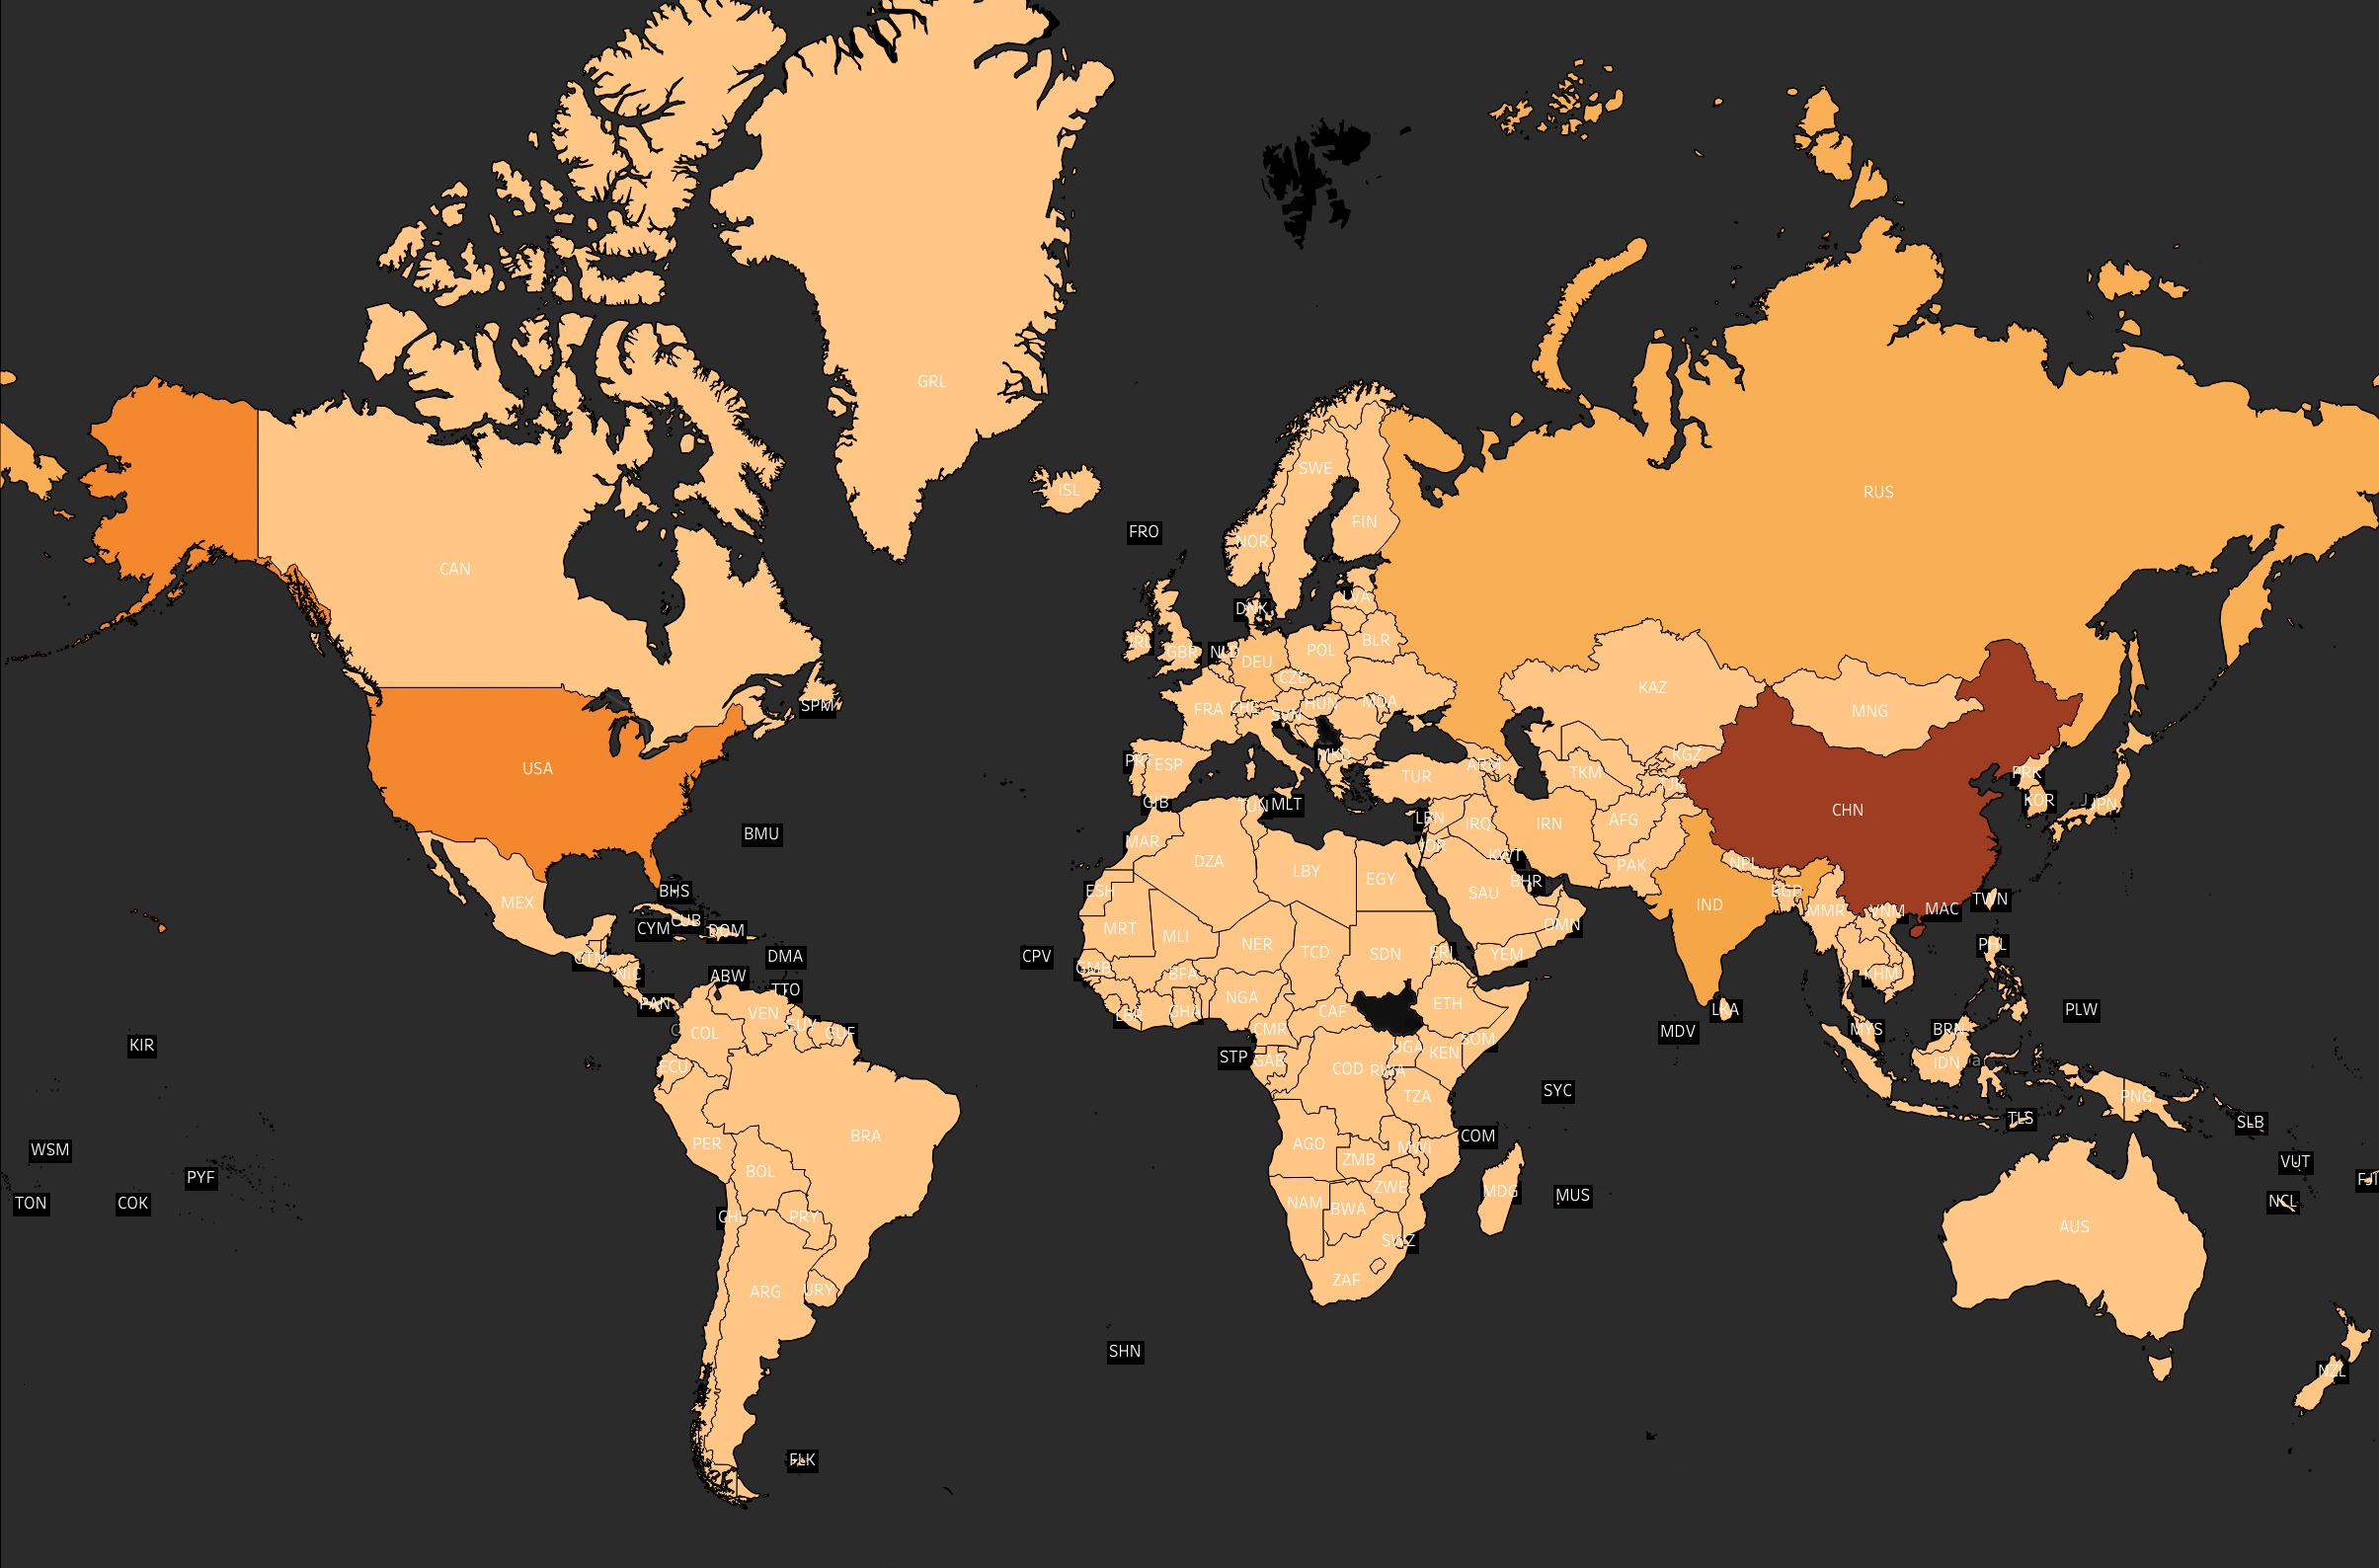 GRL
SWE
ISL
RUS
FIN
FRO
NOR
CAN
LVA
DNK
BLR
IRL
GBR
NLD
POL
DEU
CZE
KAZ
SPM
FRA
CHE
HUN
MDA
SVN
MNG
MKD
KGZ
PRT
ESP
ARM
USA
TUR
TKM
PRK
TJK
GIB
TUN
MLT
KOR
JPN
CHN
LBN
IRQ
IRN
AFG
BMU
MAR
JOR
KWT
DZA
LBY
EGY
BHR
PAK
NPL
ESH
SAU
BHS
BGD
MEX
IND
TWN
MMR
VNM
MAC
CUB
CYM
DOM
MRT
MLI
NER
OMN
PHL
GTM
DMA
CPV
TCD
SDN
ERI
YEM
NIC
ABW
GMB
BFA
KHM
TTO
PAN
NGA
ETH
VEN
LBR
GHA
CAF
LKA
PLW
COL
GUY
GUF
CMR
MDV
MYS
BRN
KIR
SOM
UGA
KEN
STP
GAB
ECU
COD
RWA
IDN
SYC
TZA
PNG
BRA
TLS
SLB
COM
WSM
PER
AGO
MWI
BOL
ZMB
VUT
PYF
ZWE
MDG
MUS
FJI
TON
COK
NAM
BWA
NCL
CHL
PRY
AUS
SWZ
ZAF
ARG
URY
SHN
NZL
FLK